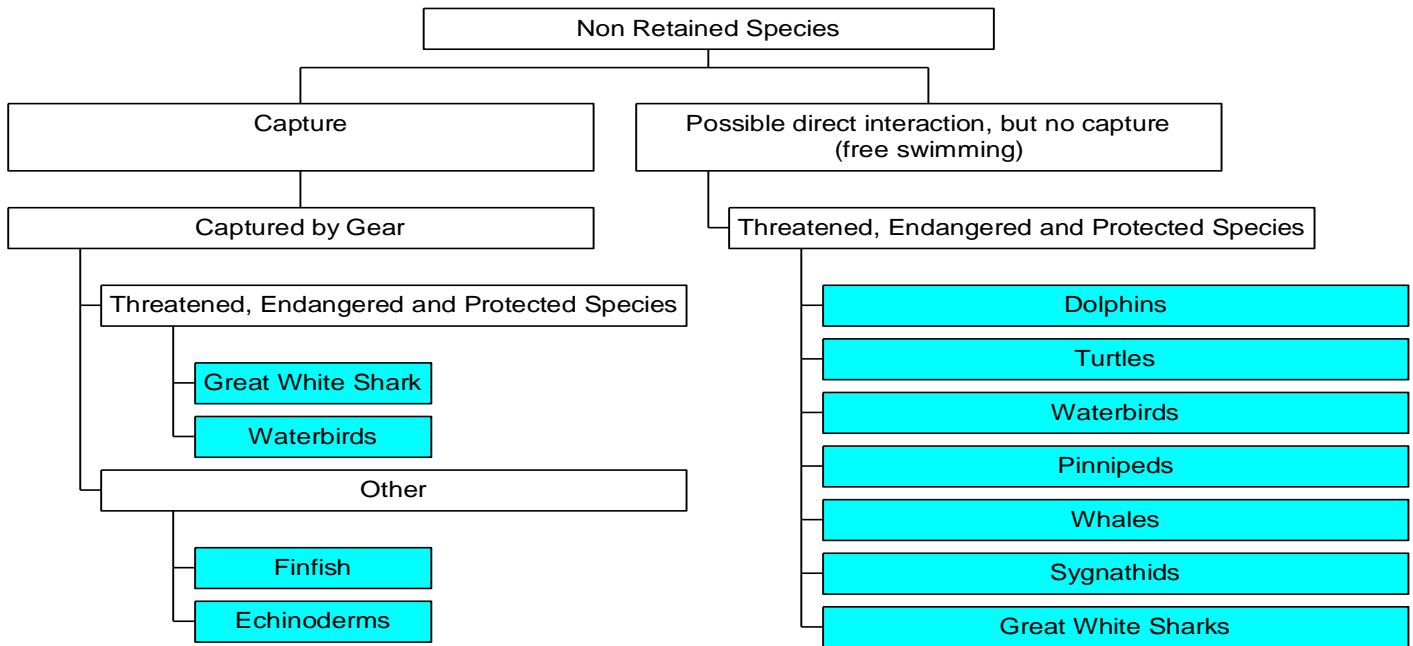 Non Retained Species
Capture
Possible direct interaction, but no capture
(free swimming)
Captured by Gear
Threatened, Endangered and Protected Species
Great White Shark
Waterbirds
Other
Finfish
Echinoderms
Threatened, Endangered and Protected Species
Dolphins
Turtles
Waterbirds
Pinnipeds
Whales
Sygnathids
Great White Sharks